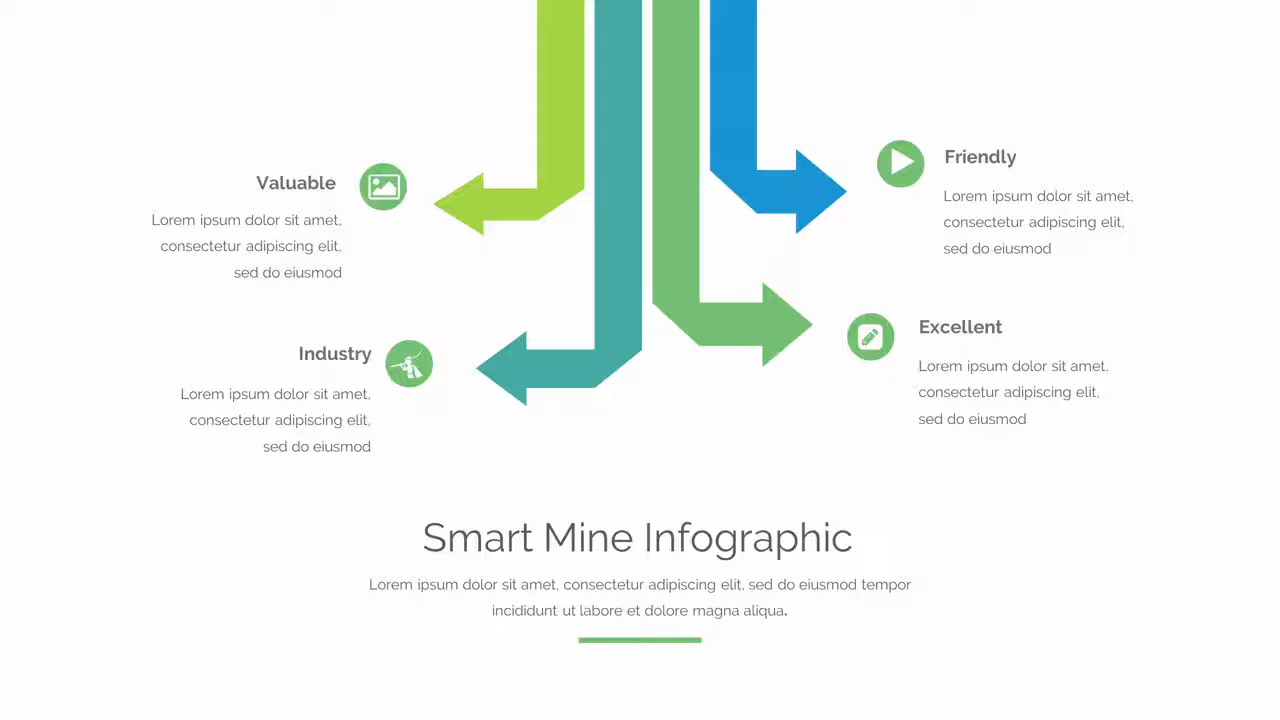 Valuable
Lorem ipsum dolor sit amet,
consectetur adipiscing elit,
sed do eiusmod
Friendly
Lorem ipsum dolor sit amet,
consectetur adipiscing elit,
sed do eiusmod
Industry
Lorem ipsum dolor sit amet,
consectetur adipiscing elit,
sed do eiusmod
Excellent
Lorem ipsum dolor sit amet,
consectetur adipiscing elit,
sed do eiusmod
Smart Mine Infographic
Lorem ipsum dolor sit amet, consectetur adipiscing elit, sed do eiusmod tempor
incididunt ut labore et dolore magna aliqua.